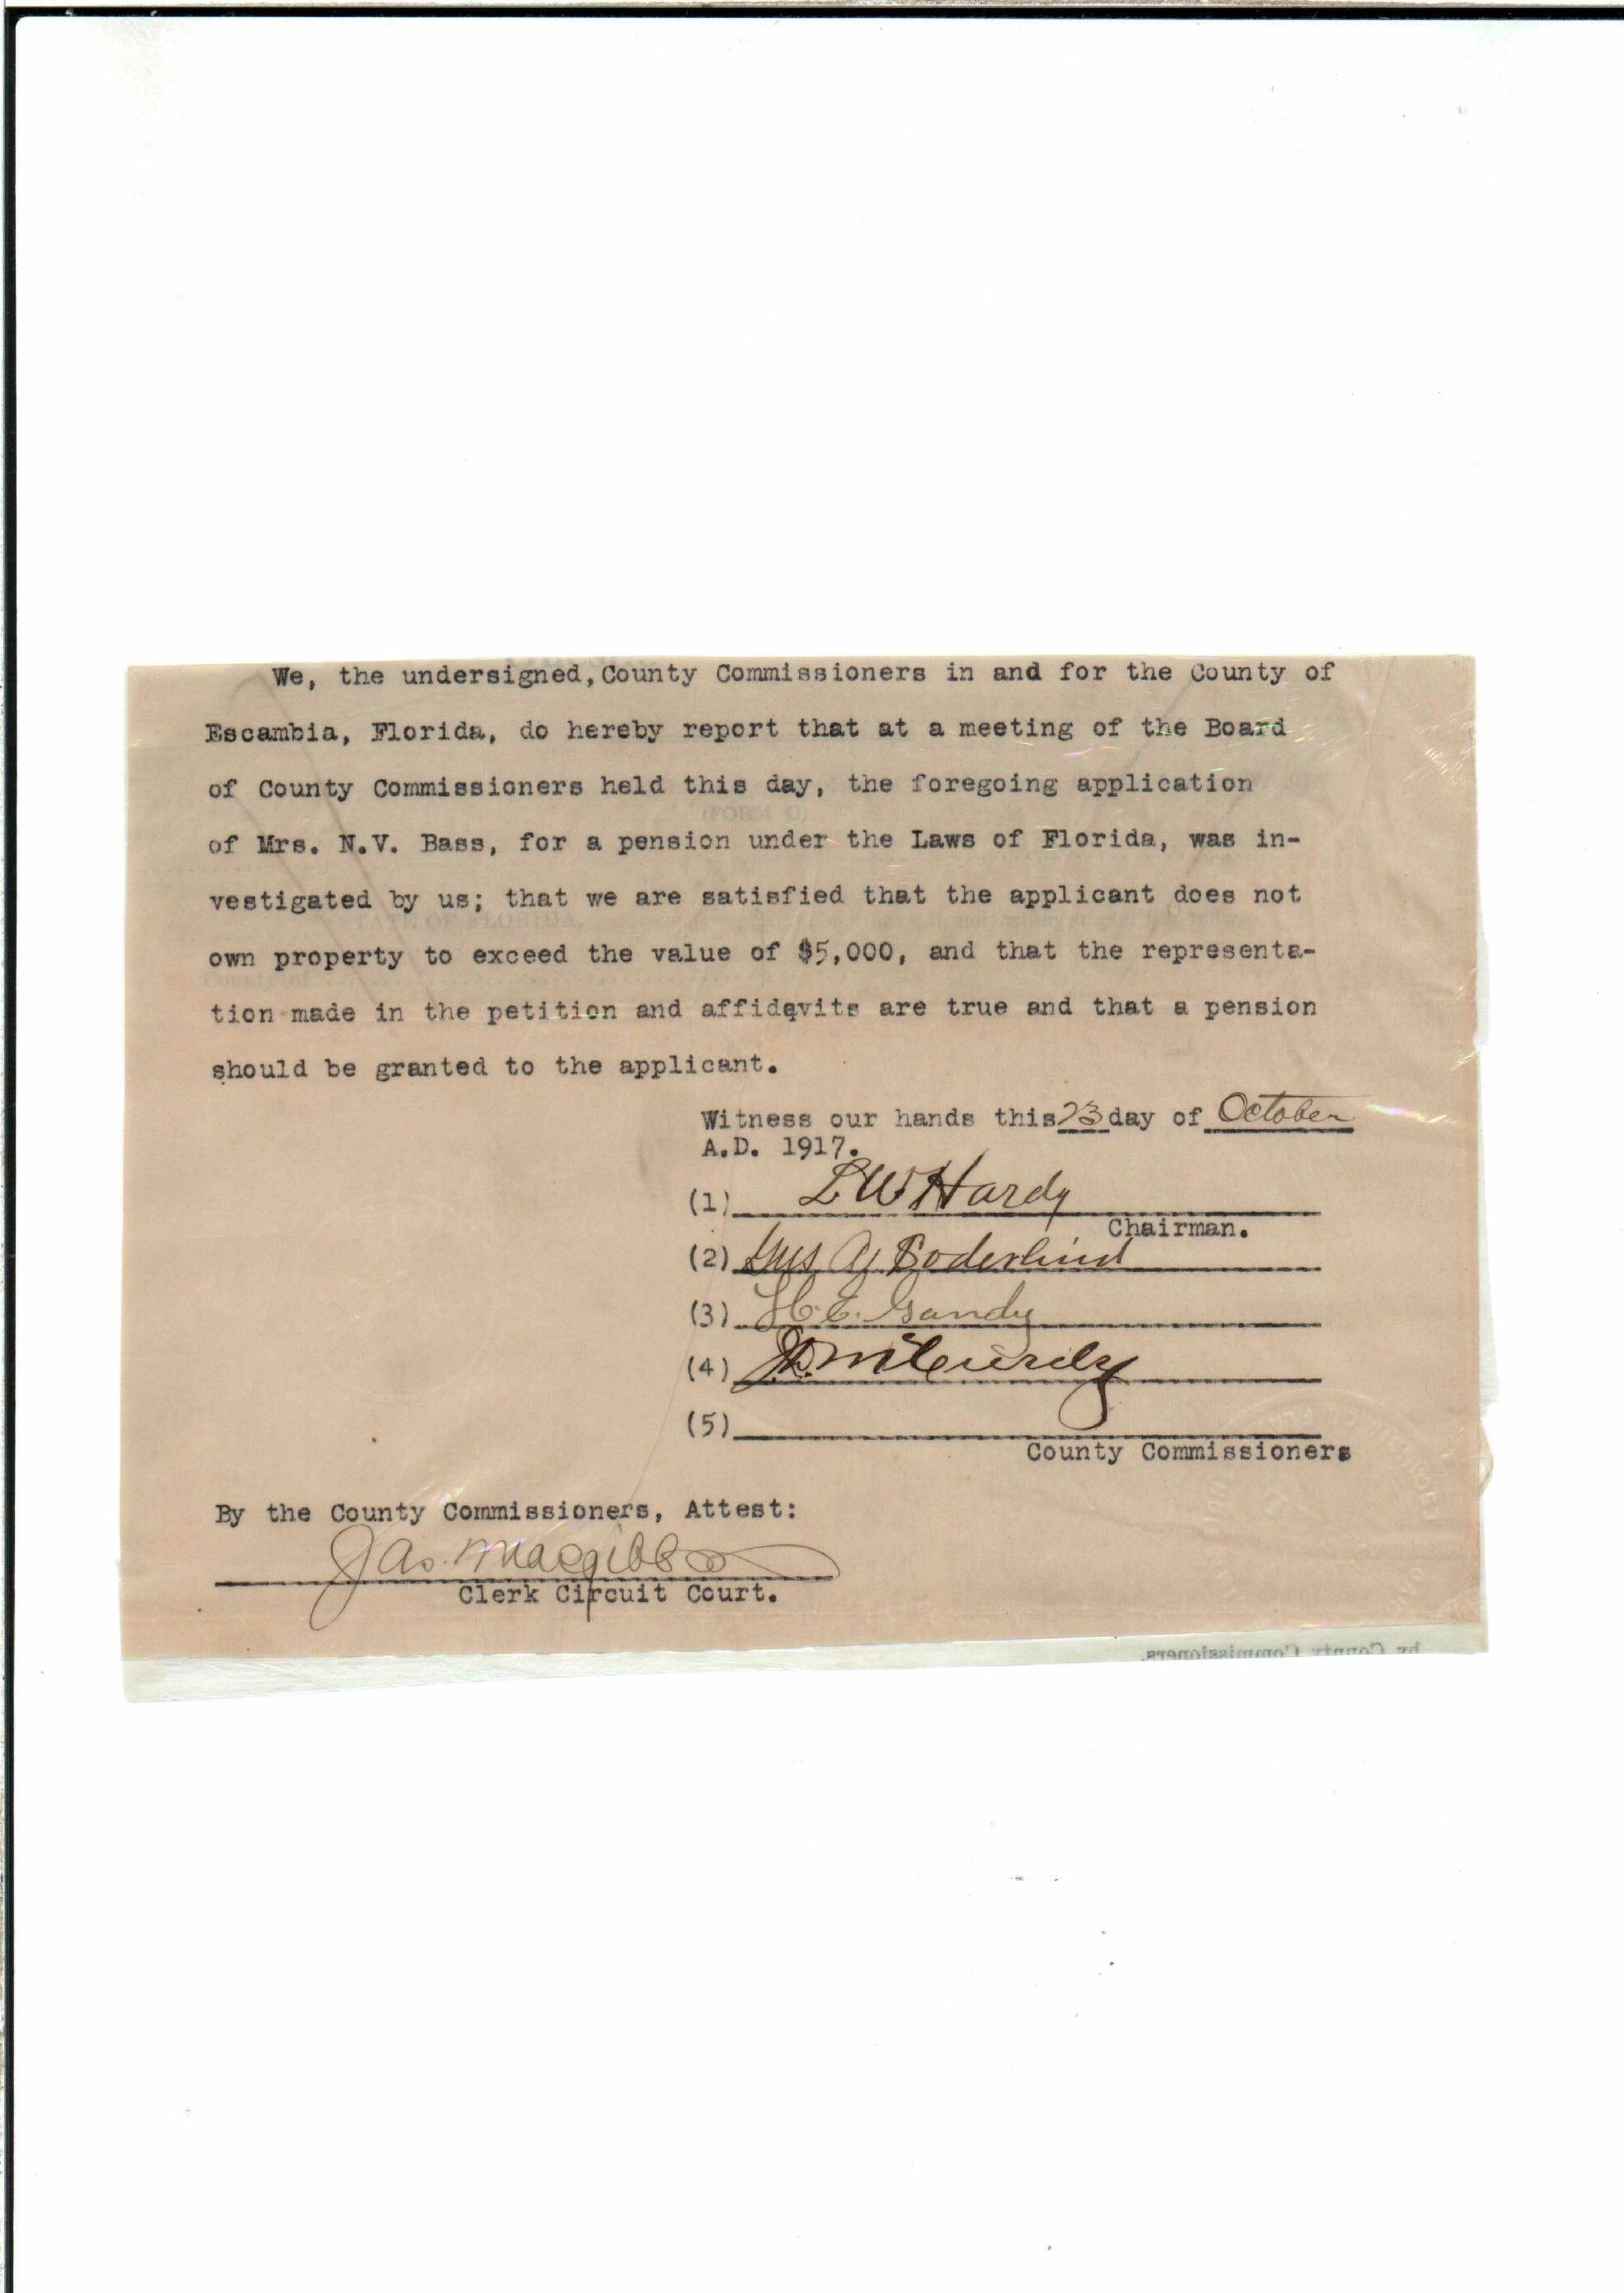 We, the undersigned, County Commissioners in and for the County of
Escambia, Florida, do hereby report that at a meeting of the Board
of County Commissioners held this day, the foregoing application
of Mrs. N.V. Bass, for a pension under the Laws of Florida, was in-
vestigated by us; that we are satisfied that the applicant does not
own property to exceed the value of $5,000, and that the representa-
tion made in the petition and affidavits are true and that a pension
should be granted to the applicant.
Witness our hands this 23 day of October
A.D. 1917.
(1) L W Hardy
Chairman.
(2) Gus A Soderlind
(3) H. C. Gandy
(4) McCurdy
(5)
County Commissioners
By the County Commissioners, Attest:
Jas. Macgibbon
Clerk Circuit Court.
by County Commissioners.